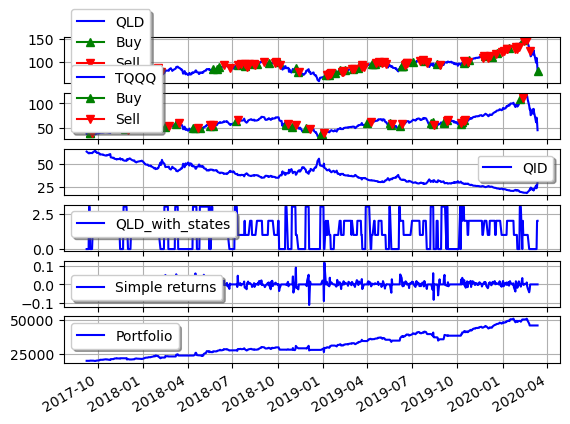 QLD
Buy
Sell
150
100
TQQQ
Buy
Sell
100
50
QID
50
25
QLD_with_states
2.5
0.0
Simple returns
0.1
0.0
−0.1
Portfolio
50000
25000
2017-10
2018-01
2018-04
2018-07
2018-10
2019-01
2019-04
2019-07
2019-10
2020-01
2020-04